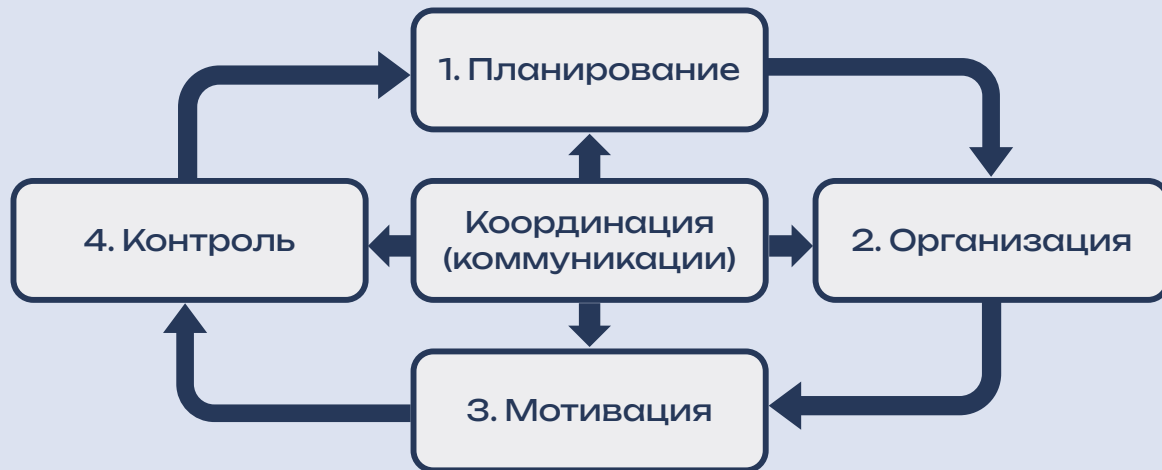 1. Планирование
4. Контроль
Координация
(коммуникации)
2. Организация
3. Мотивация